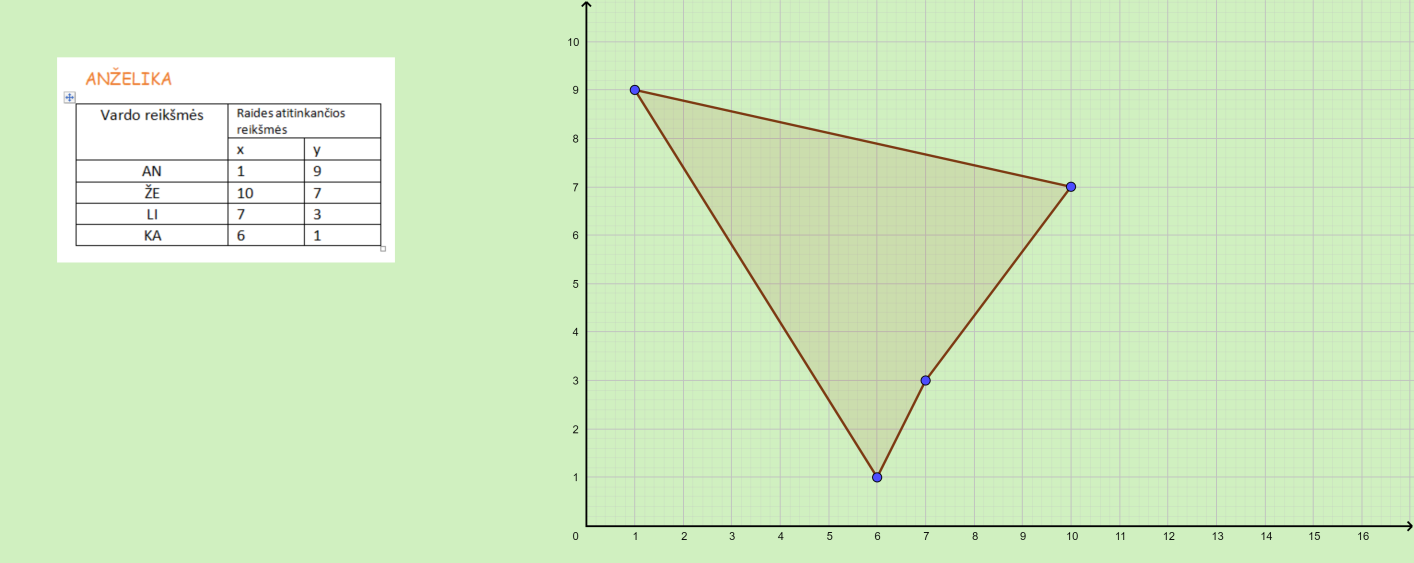 ANŽELIKA
Vardo reikšmės Raides atitinkančios
reikšmės
x y
AN 1 9
ŽE 10 7
LI 7 3
KA 6 1
10
9
8
7
6
5
4
3
2
1
0 1 2 3 4 5 6 7 8 9 10 11 12 13 14 15 16